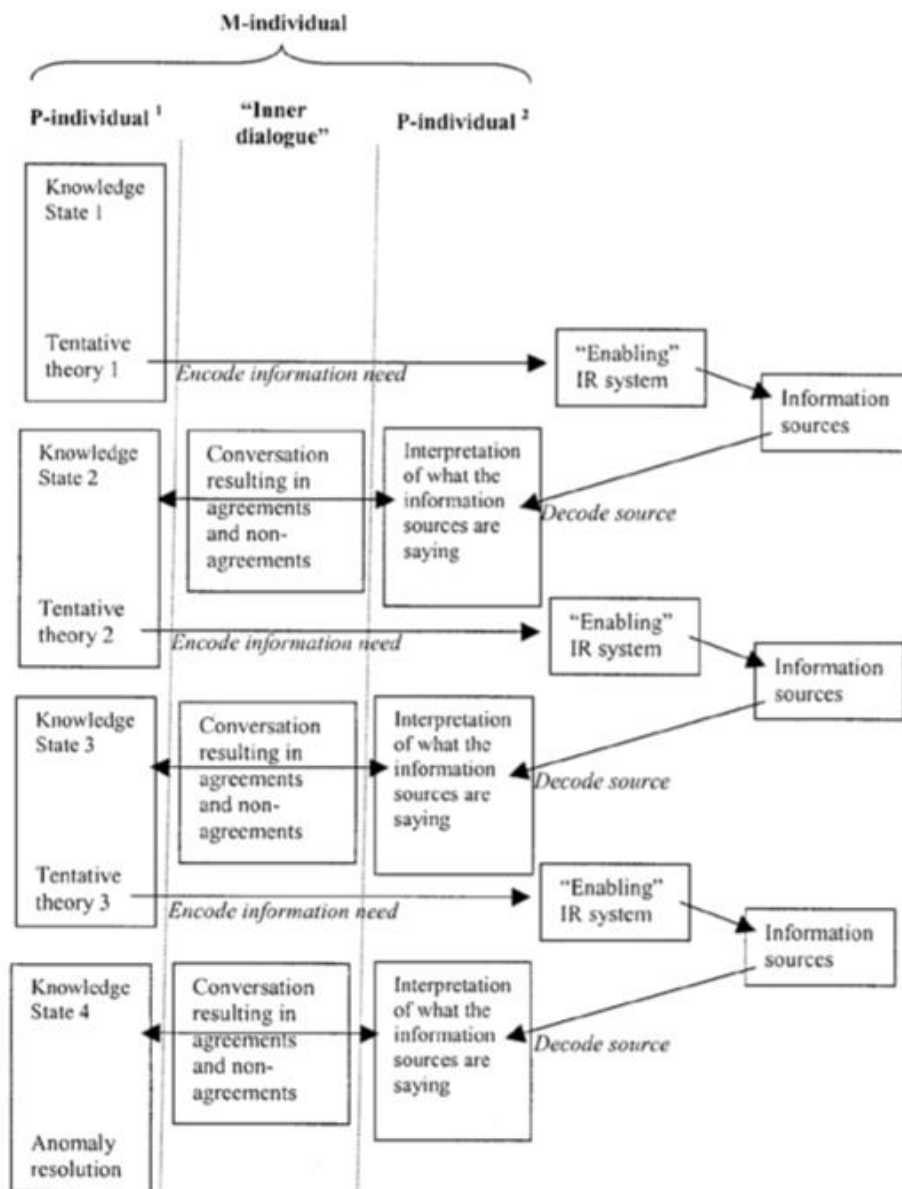 M-individual
P-individual 1
"Inner
dialogue"
P-individual 2
Knowledge
State 1
Tentative
theory 1
Encode information need
"Enabling"
IR system
Information
sources
Knowledge
State 2
Conversation
resulting in
agreements
and non-
agreements
Interpretation
of what the
information
sources are
saying
Decode source
Tentative
theory 2
Encode information need
"Enabling"
IR system
Information
sources
Knowledge
State 3
Conversation
resulting in
agreements
and non-
agreements
Interpretation
of what the
information
sources are
saying
Decode source
Tentative
theory 3
Encode information need
"Enabling"
IR system
Information
sources
Knowledge
State 4
Conversation
resulting in
agreements
and non-
agreements
Interpretation
of what the
information
sources are
saying
Decode source
Anomaly
resolution